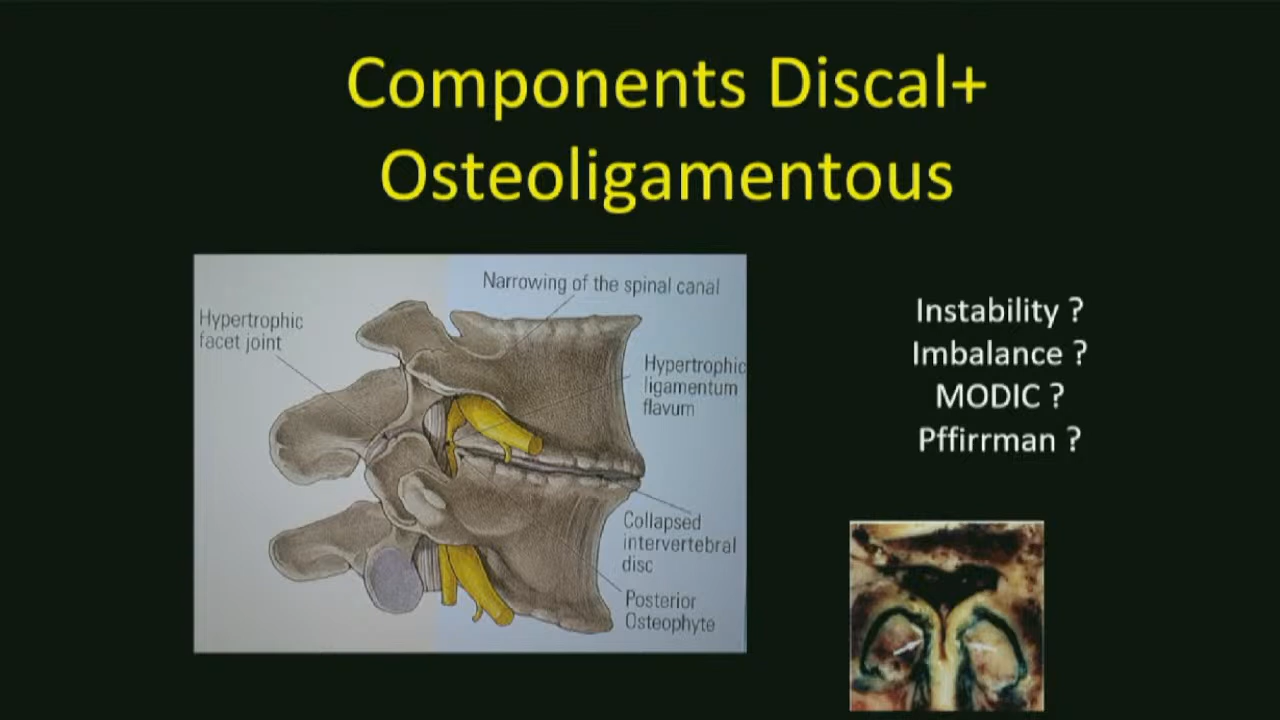 Components Discal+
Osteoligamentous
Narrowing of the spinal canal
Hypertrophic
facet joint
Hypertrophic
ligamentum
flavum
Collapsed
intervertebral
disc
Posterior
Osteophyte
Instability ?
Imbalance ?
MODIC ?
Pffirrman ?